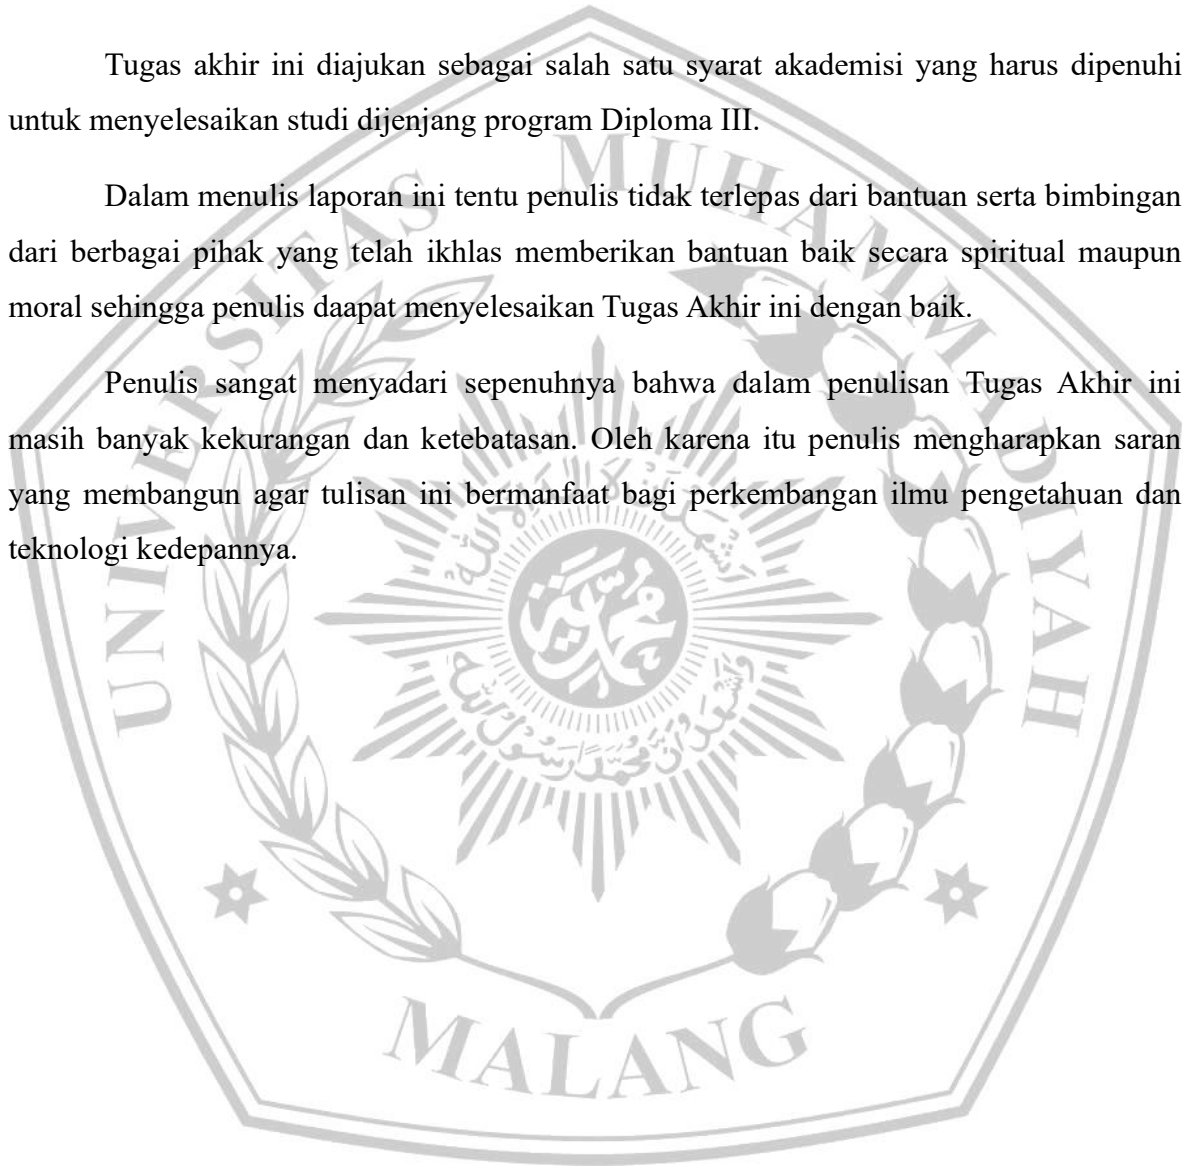 Tugas akhir ini diajukan sebagai salah satu syarat akademisi yang harus dipenuhi
untuk menyelesaikan studi dijenjang program Diploma III.
Dalam menulis laporan ini tentu penulis tidak terlepas dari bantuan serta bimbingan
dari berbagai pihak yang telah ikhlas memberikan bantuan baik secara spiritual maupun
moral sehingga penulis daapat menyelesaikan Tugas Akhir ini dengan baik.
Penulis sangat menyadari sepenuhnya bahwa dalam penulisan Tugas Akhir ini
masih banyak kekurangan dan ketebatasan. Oleh karena itu penulis mengharapkan saran
yang membangun agar tulisan ini bermanfaat bagi perkembangan ilmu pengetahuan dan
teknologi kedepannya.
UNIVERSITAS MUHAMMADIYAH
MALANG